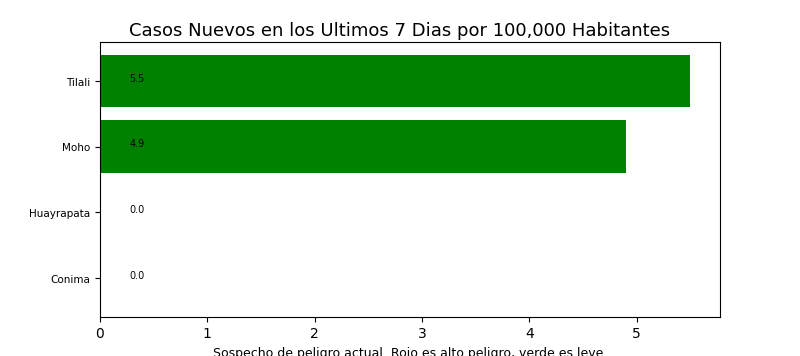 Casos Nuevos en los Ultimos 7 Dias por 100,000 Habitantes
Tilali
5.5
Moho
4.9
Huayrapata
0.0
Conima
0.0
0 1 2 3 4 5
Sospecho de peligro actual. Rojo es alto peligro, verde es leve